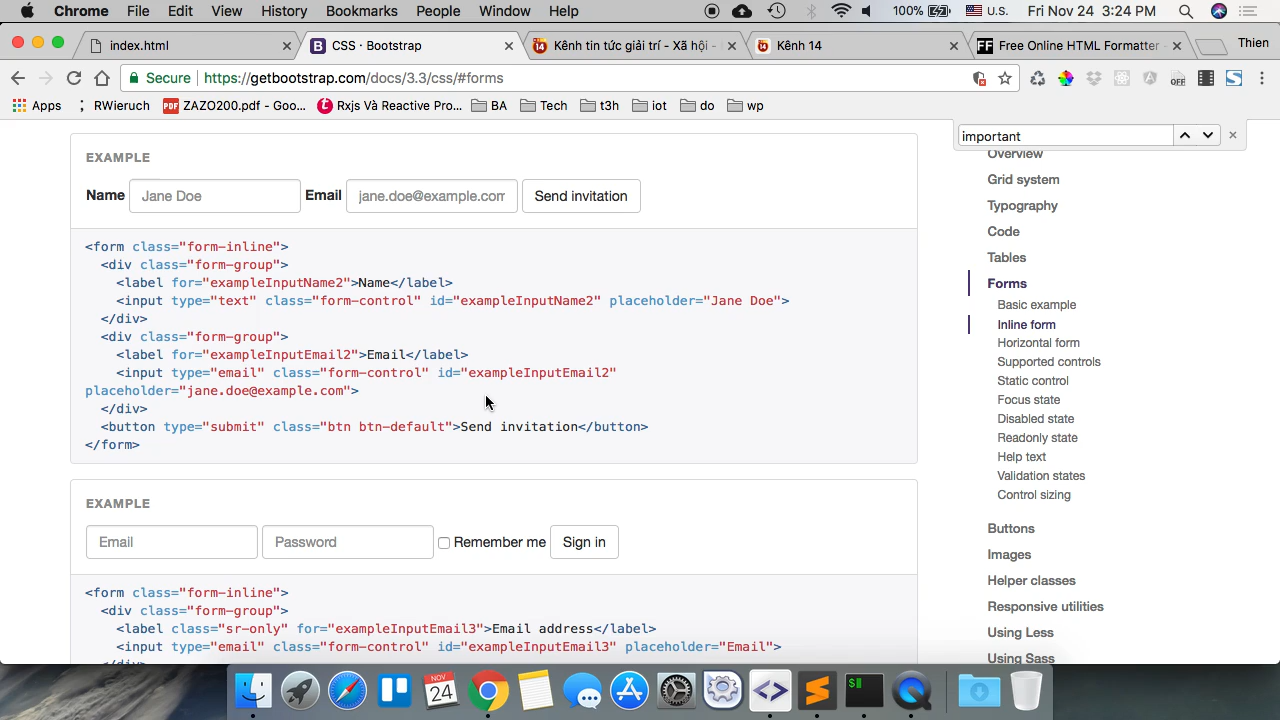 Chrome File Edit View History Bookmarks People Window Help 100% U.S. Fri Nov 24 3:24 PM
index.html CSS · Bootstrap Kênh tin tức giải trí - Xã hội - Kênh 14 Free Online HTML Formatter - Thien
Secure https://getbootstrap.com/docs/3.3/css/#forms OFF
Apps RWieruch PDF ZAZO200.pdf - Goo... Rxjs Và Reactive Pro... BA Tech t3h iot do wp
important
EXAMPLE
Name Jane Doe Email jane.doe@example.com Send invitation
<form class="form-inline">
<div class="form-group">
<label for="exampleInputName2">Name</label>
<input type="text" class="form-control" id="exampleInputName2" placeholder="Jane Doe">
</div>
<div class="form-group">
<label for="exampleInputEmail2">Email</label>
<input type="email" class="form-control" id="exampleInputEmail2"
placeholder="jane.doe@example.com">
</div>
<button type="submit" class="btn btn-default">Send invitation</button>
</form>
EXAMPLE
Email Password Remember me Sign in
<form class="form-inline">
<div class="form-group">
<label class="sr-only" for="exampleInputEmail3">Email address</label>
<input type="email" class="form-control" id="exampleInputEmail3" placeholder="Email">
</div>
Overview
Grid system
Typography
Code
Tables
Forms
Basic example
Inline form
Horizontal form
Supported controls
Static control
Focus state
Disabled state
Readonly state
Help text
Validation states
Control sizing
Buttons
Images
Helper classes
Responsive utilities
Using Less
Using Sass
NOV
24